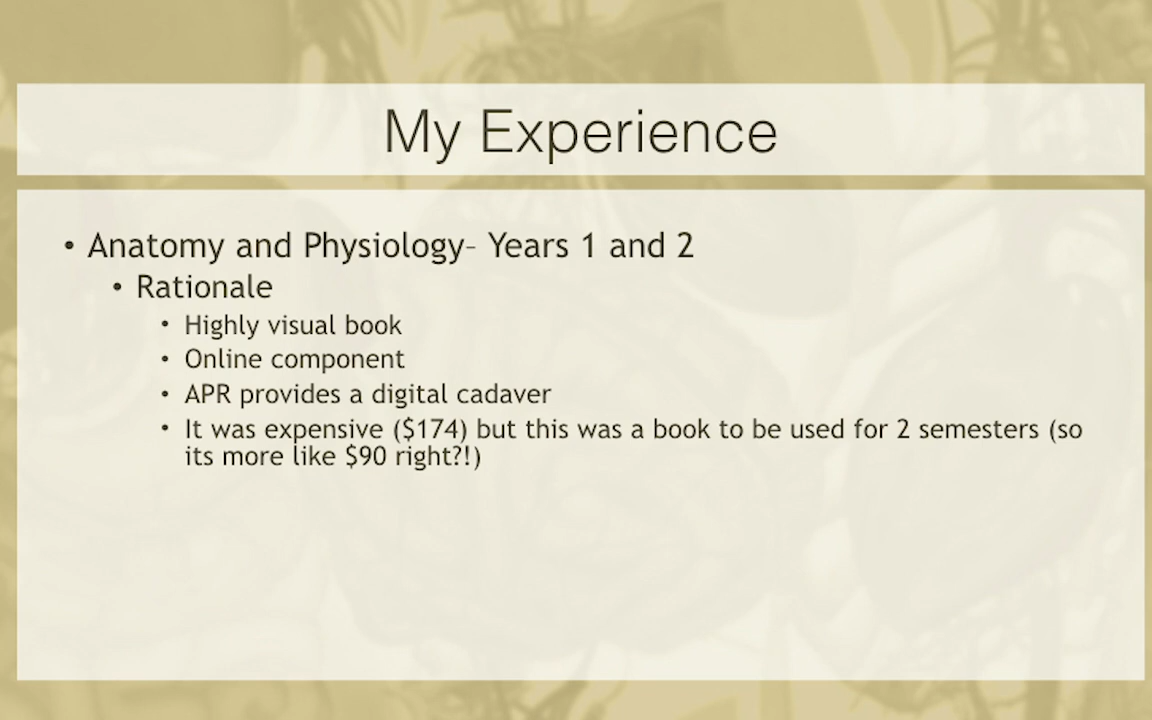 My Experience
• Anatomy and Physiology– Years 1 and 2
• Rationale
• Highly visual book
• Online component
• APR provides a digital cadaver
• It was expensive ($174) but this was a book to be used for 2 semesters (so
its more like $90 right?!)